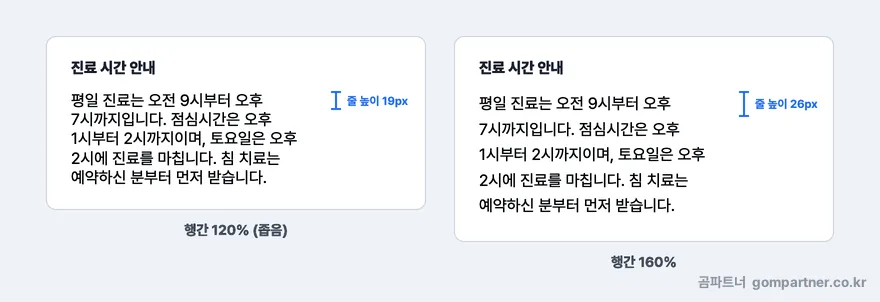 진료 시간 안내
평일 진료는 오전 9시부터 오후
7시까지입니다. 점심시간은 오후
1시부터 2시까지이며, 토요일은 오후
2시에 진료를 마칩니다. 침 치료는
예약하신 분부터 먼저 받습니다.
줄 높이 19px
행간 120% (좁음)
진료 시간 안내
평일 진료는 오전 9시부터 오후
7시까지입니다. 점심시간은 오후
1시부터 2시까지이며, 토요일은 오후
2시에 진료를 마칩니다. 침 치료는
예약하신 분부터 먼저 받습니다.
줄 높이 26px
행간 160%
곰파트너 gompartner.co.kr